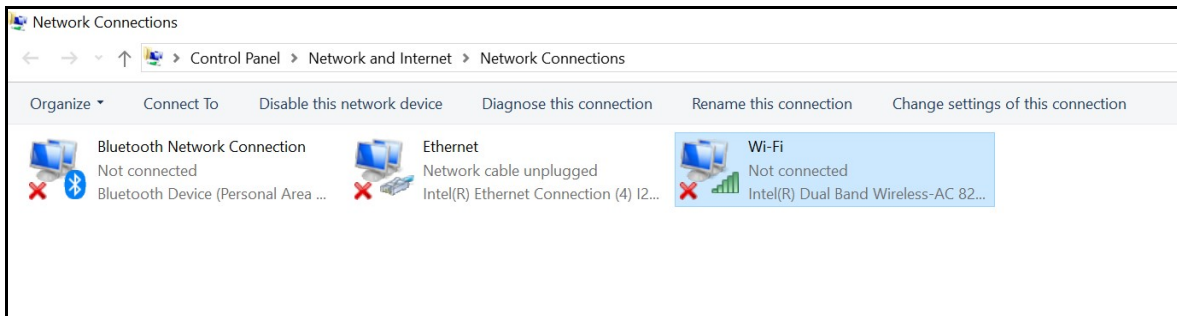 Network Connections
Control Panel > Network and Internet > Network Connections
Organize Connect To Disable this network device Diagnose this connection Rename this connection Change settings of this connection
Bluetooth Network Connection
Not connected
Bluetooth Device (Personal Area ...
Ethernet
Network cable unplugged
Intel(R) Ethernet Connection (4) I2...
Wi-Fi
Not connected
Intel(R) Dual Band Wireless-AC 82...